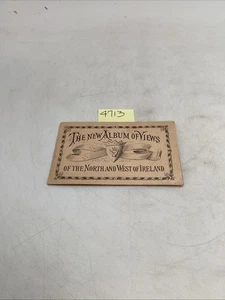 4713
THE NEW ALBUM OF VIEWS
OF THE NORTH AND WEST OF IRELAND